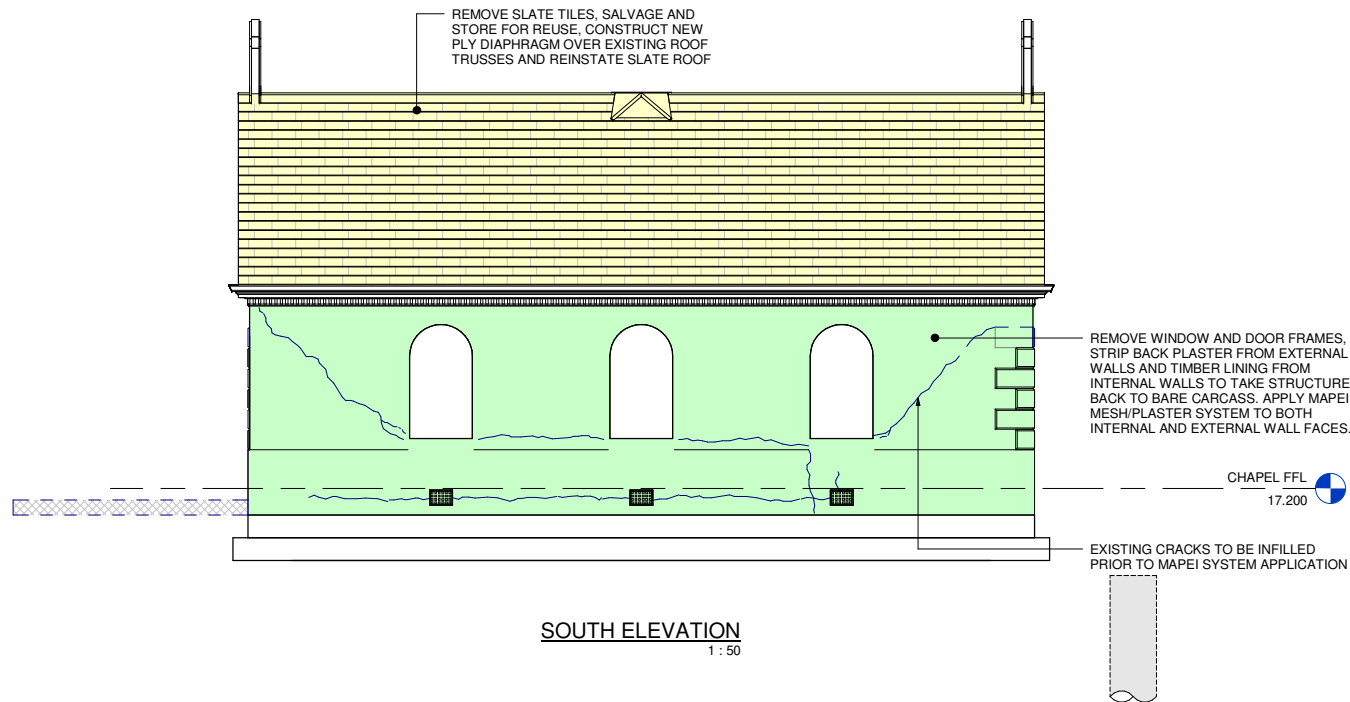 REMOVE SLATE TILES, SALVAGE AND
STORE FOR REUSE, CONSTRUCT NEW
PLY DIAPHRAGM OVER EXISTING ROOF
TRUSSES AND REINSTATE SLATE ROOF
REMOVE WINDOW AND DOOR FRAMES,
STRIP BACK PLASTER FROM EXTERNAL
WALLS AND TIMBER LINING FROM
INTERNAL WALLS TO TAKE STRUCTURE
BACK TO BARE CARCASS. APPLY MAPEI
MESH/PLASTER SYSTEM TO BOTH
INTERNAL AND EXTERNAL WALL FACES.
CHAPEL FFL
17.200
EXISTING CRACKS TO BE INFILLED
PRIOR TO MAPEI SYSTEM APPLICATION
SOUTH ELEVATION
1 : 50